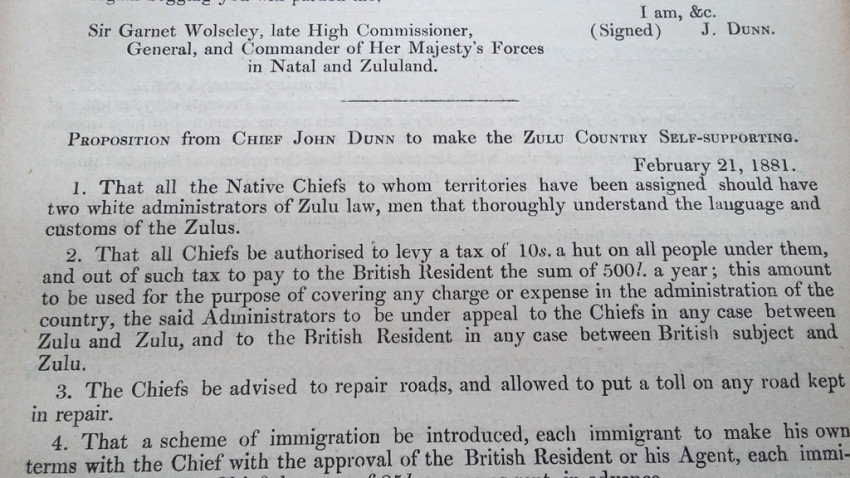 I am, &c.
Sir Garnet Wolseley, late High Commissioner, (Signed) J. Dunn.
General, and Commander of Her Majesty's Forces
in Natal and Zululand.
Proposition from Chief John Dunn to make the Zulu Country Self-supporting.
February 21, 1881.
1. That all the Native Chiefs to whom territories have been assigned should have
two white administrators of Zulu law, men that thoroughly understand the language and
customs of the Zulus.
2. That all Chiefs be authorised to levy a tax of 10s. a hut on all people under them,
and out of such tax to pay to the British Resident the sum of 500l. a year; this amount
to be used for the purpose of covering any charge or expense in the administration of the
country, the said Administrators to be under appeal to the Chiefs in any case between
Zulu and Zulu, and to the British Resident in any case between British subject and
Zulu.
3. The Chiefs be advised to repair roads, and allowed to put a toll on any road kept
in repair.
4. That a scheme of immigration be introduced, each immigrant to make his own
terms with the Chief with the approval of the British Resident or his Agent, each immi-